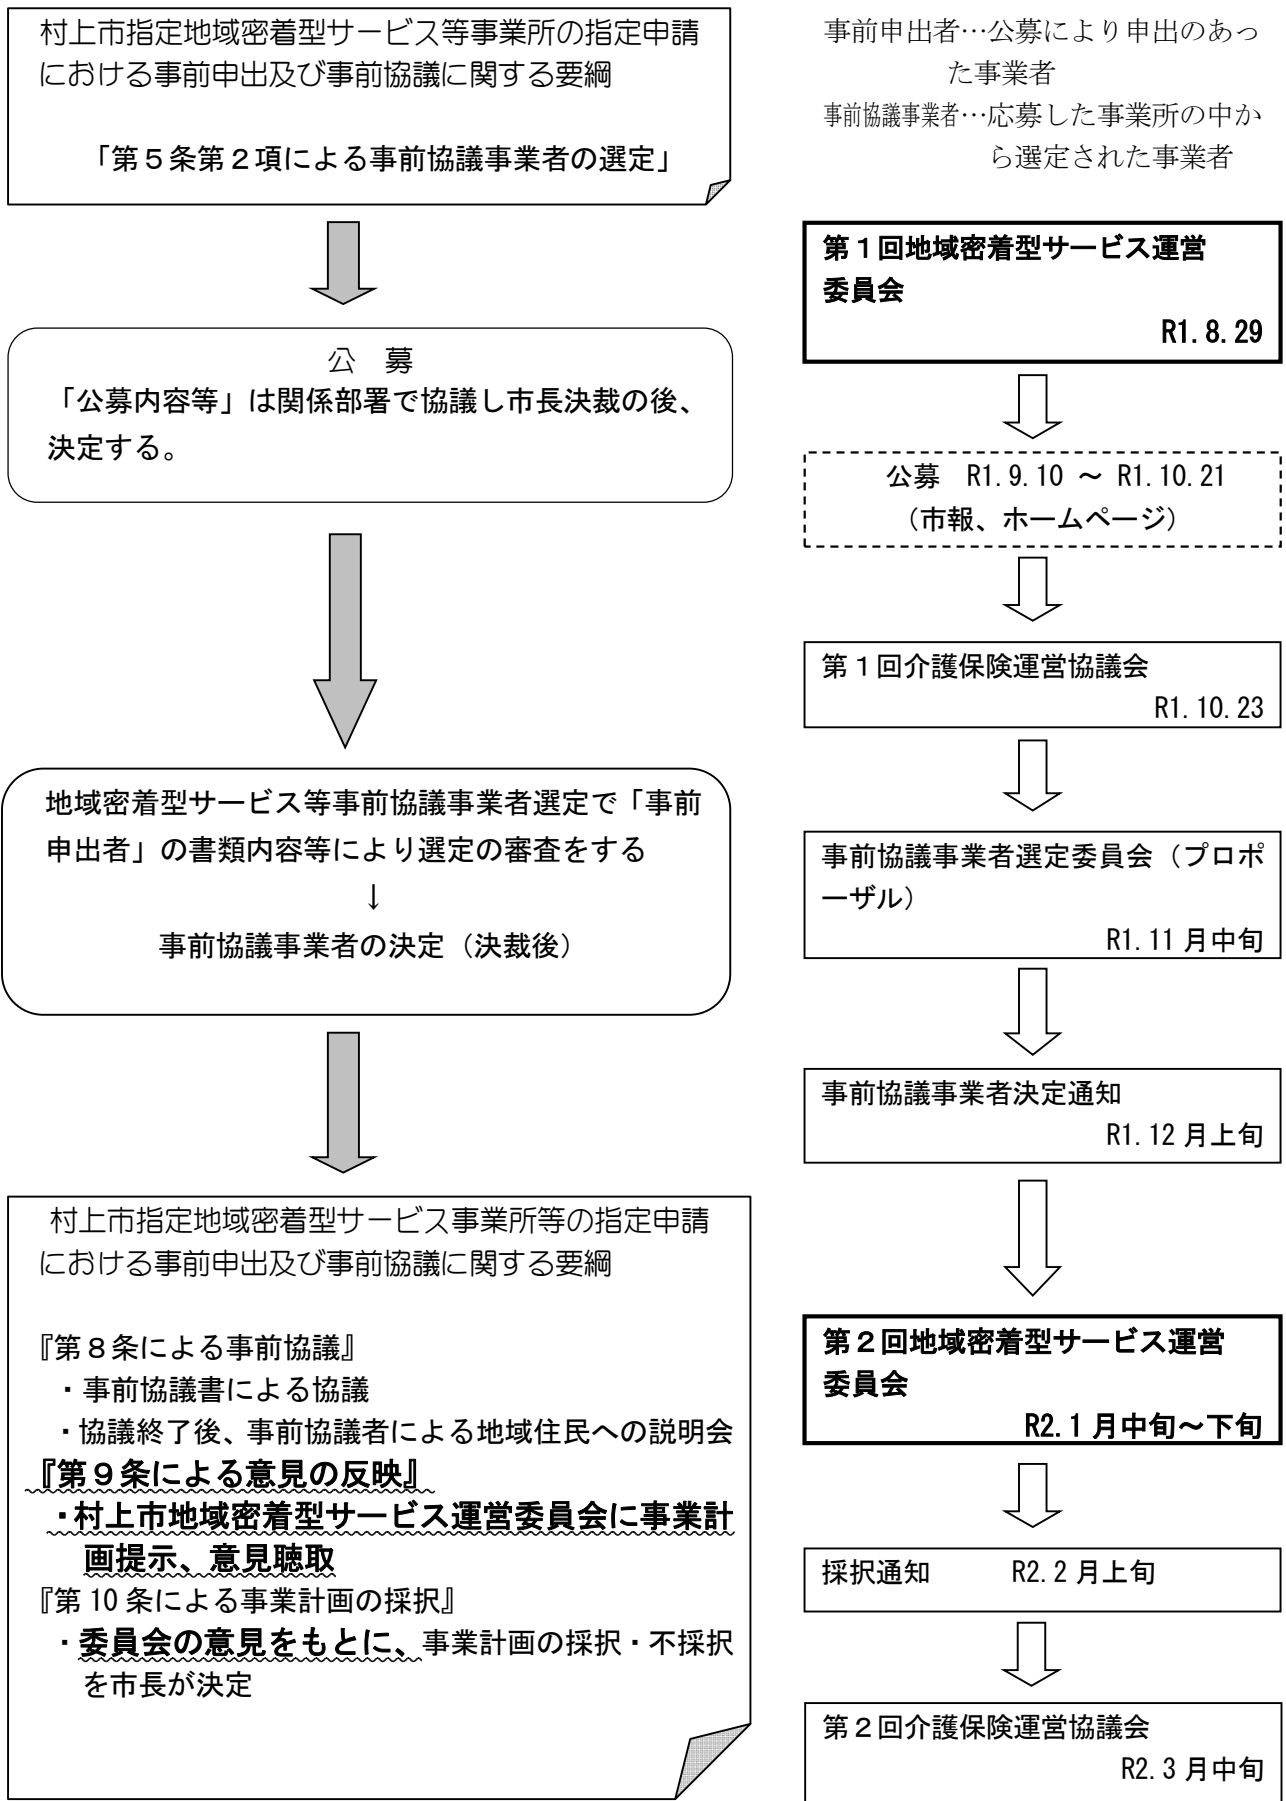 村上市指定地域密着型サービス等事業所の指定申請
における事前申出及び事前協議に関する要綱
「第５条第２項による事前協議事業者の選定」
公　募
「公募内容等」は関係部署で協議し市長決裁の後、
決定する。
地域密着型サービス等事前協議事業者選定で「事前
申出者」の書類内容等により選定の審査をする
↓
事前協議事業者の決定（決裁後）
村上市指定地域密着型サービス事業所等の指定申請
における事前申出及び事前協議に関する要綱
『第８条による事前協議』
・事前協議書による協議
・協議終了後、事前協議者による地域住民への説明会
『第９条による意見の反映』
・村上市地域密着型サービス運営委員会に事業計
画提示、意見聴取
『第 10 条による事業計画の採択』
・委員会の意見をもとに、事業計画の採択・不採択
を市長が決定
事前申出者…公募により申出のあっ
た事業者
事前協議事業者…応募した事業所の中か
ら選定された事業者
第１回地域密着型サービス運営
委員会
R1.8.29
公募　R1.9.10 ～ R1.10.21
（市報、ホームページ）
第１回介護保険運営協議会
R1.10.23
事前協議事業者選定委員会（プロポ
ーザル）
R1.11 月中旬
事前協議事業者決定通知
R1.12 月上旬
第２回地域密着型サービス運営
委員会
R2.1 月中旬～下旬
採択通知　　　R2.2 月上旬
第２回介護保険運営協議会
R2.3 月中旬